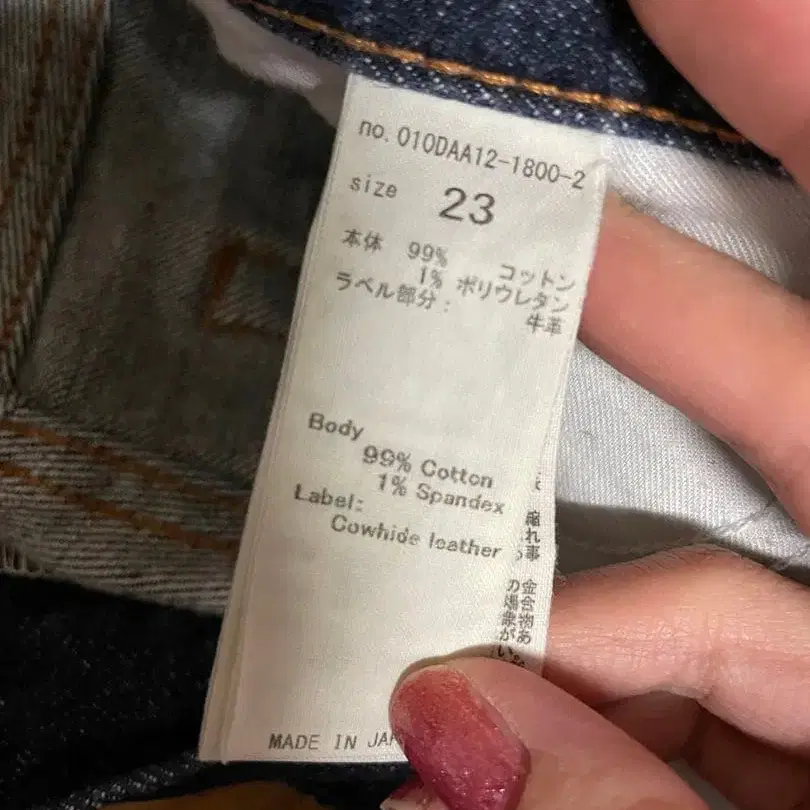 no. 010DAA12-1800-2
size 23
本体 99% コットン
1% ポリウレタン
ラベル部分: 牛革
Body
99% Cotton
1% Spandex
Label:
Cowhide leather
MADE IN